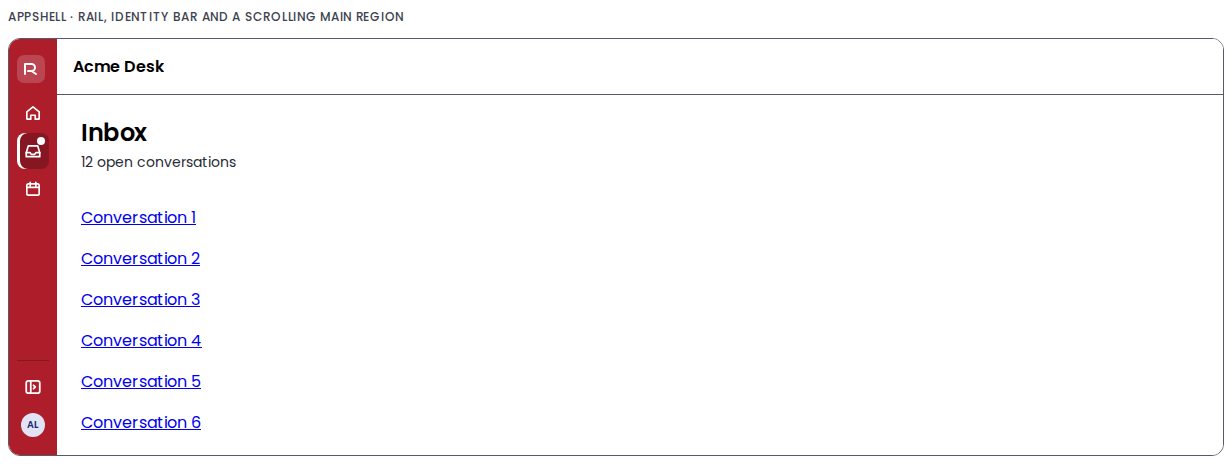 APPSHELL · RAIL, IDENTITY BAR AND A SCROLLING MAIN REGION
R
Acme Desk
Inbox
12 open conversations
Conversation 1
Conversation 2
Conversation 3
Conversation 4
Conversation 5
Conversation 6
AL